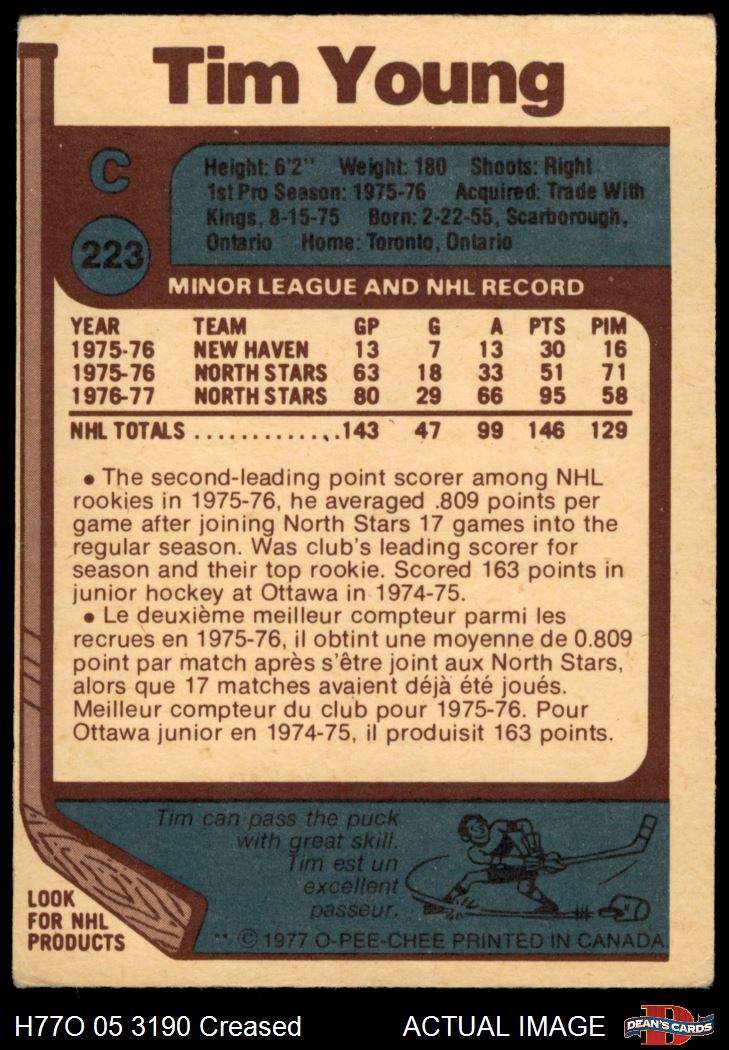 Tim Young
C
223
Height: 6'2" Weight: 180 Shoots: Right
1st Pro Season: 1975-76 Acquired: Trade With
Kings, 8-15-75 Born: 2-22-55, Scarborough,
Ontario Home: Toronto, Ontario
MINOR LEAGUE AND NHL RECORD
YEAR TEAM GP G A PTS PIM
1975-76 NEW HAVEN 13 7 13 30 16
1975-76 NORTH STARS 63 18 33 51 71
1976-77 NORTH STARS 80 29 66 95 58
NHL TOTALS ..............143 47 99 146 129
• The second-leading point scorer among NHL
rookies in 1975-76, he averaged .809 points per
game after joining North Stars 17 games into the
regular season. Was club's leading scorer for
season and their top rookie. Scored 163 points in
junior hockey at Ottawa in 1974-75.
• Le deuxième meilleur compteur parmi les
recrues en 1975-76, il obtint une moyenne de 0.809
point par match après s'être joint aux North Stars,
alors que 17 matches avaient déjà été joués.
Meilleur compteur du club pour 1975-76. Pour
Ottawa junior en 1974-75, il produisit 163 points.
Tim can pass the puck
with great skill.
Tim est un
excellent
passeur.
LOOK
FOR NHL
PRODUCTS
** © 1977 O-PEE-CHEE PRINTED IN CANADA
H77O 05 3190 Creased ACTUAL IMAGE
D
DEAN'S CARDS